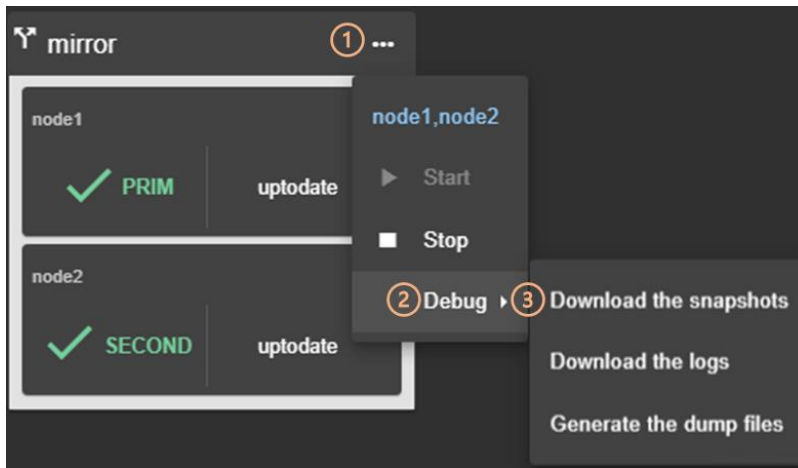 mirror 1 ...
node1
PRIM uptodate
node2
SECOND uptodate
node1,node2
Start
Stop
2 Debug 3
Download the snapshots
Download the logs
Generate the dump files